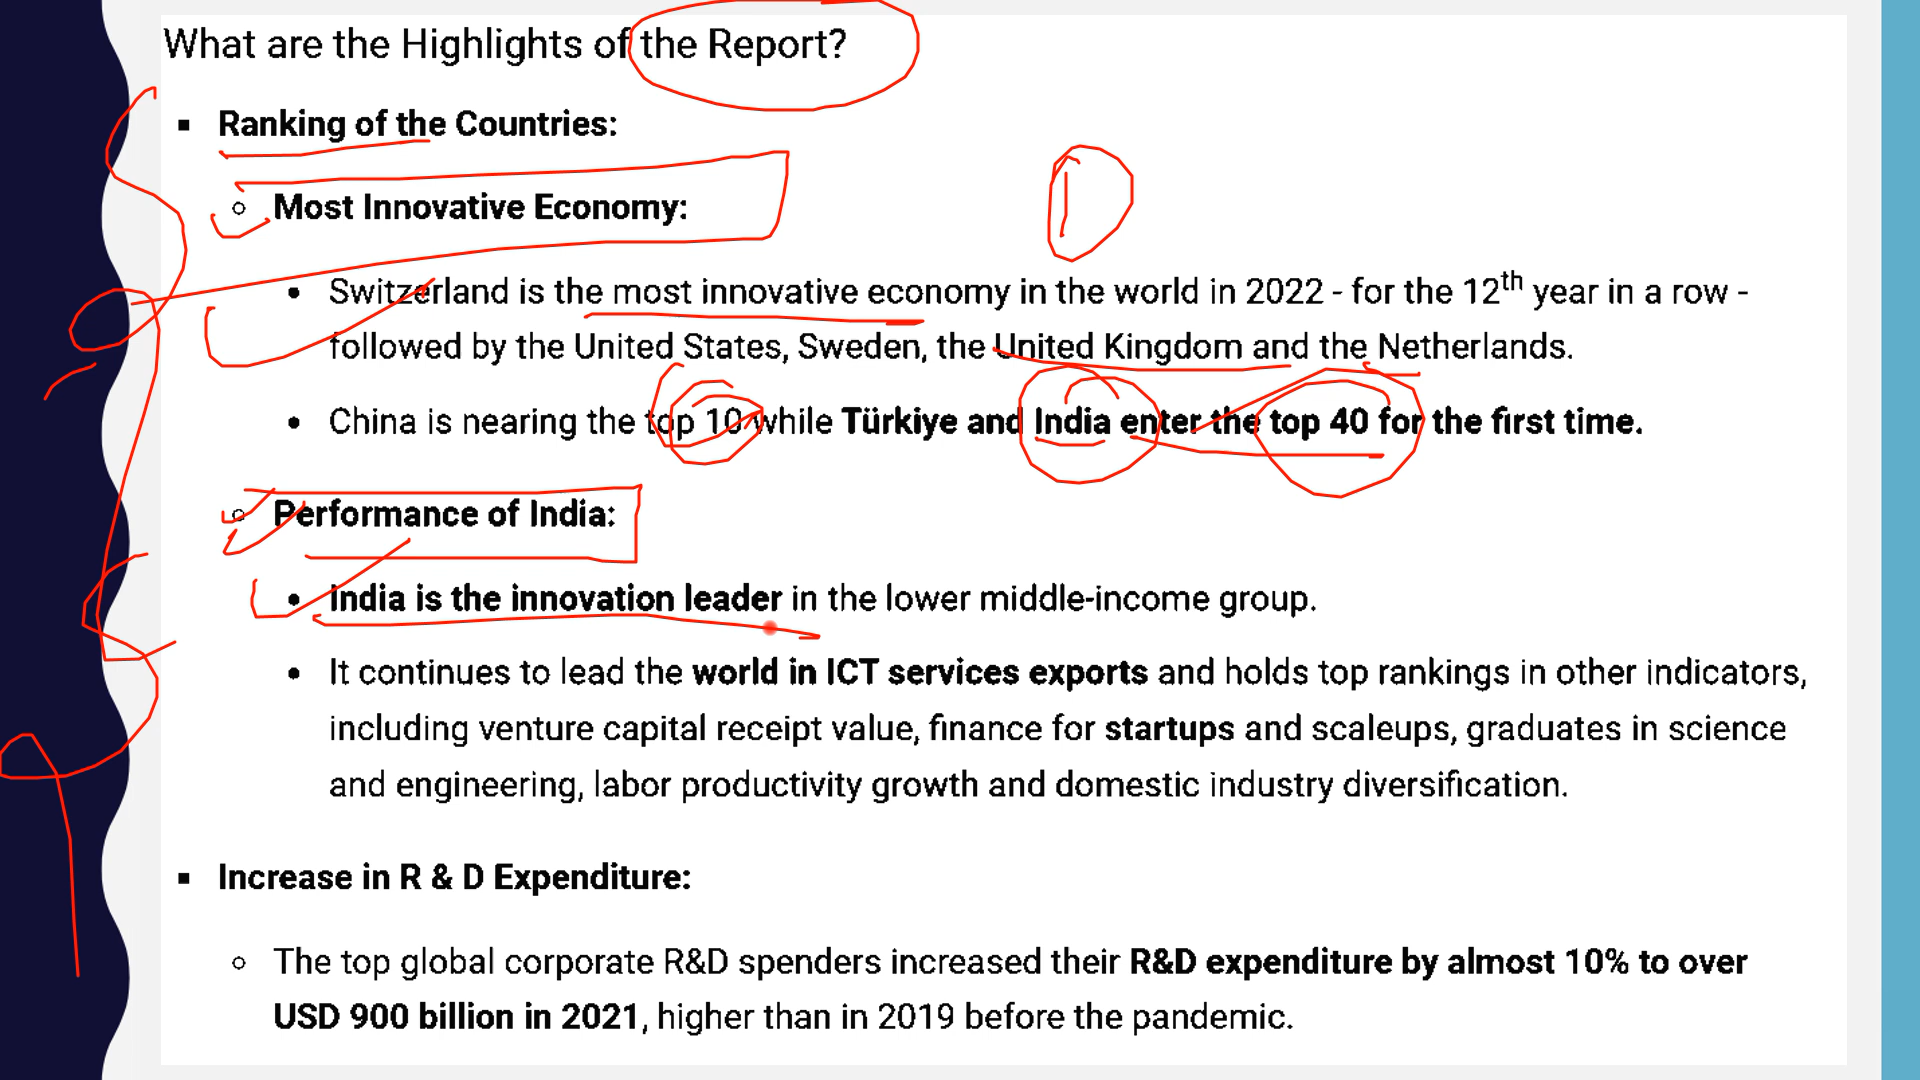 What are the Highlights of the Report?
▪ Ranking of the Countries:
○ Most Innovative Economy:
• Switzerland is the most innovative economy in the world in 2022 - for the 12th year in a row -
followed by the United States, Sweden, the United Kingdom and the Netherlands.
• China is nearing the top 10 while Türkiye and India enter the top 40 for the first time.
○ Performance of India:
• India is the innovation leader in the lower middle-income group.
• It continues to lead the world in ICT services exports and holds top rankings in other indicators,
including venture capital receipt value, finance for startups and scaleups, graduates in science
and engineering, labor productivity growth and domestic industry diversification.
▪ Increase in R & D Expenditure:
○ The top global corporate R&D spenders increased their R&D expenditure by almost 10% to over
USD 900 billion in 2021, higher than in 2019 before the pandemic.